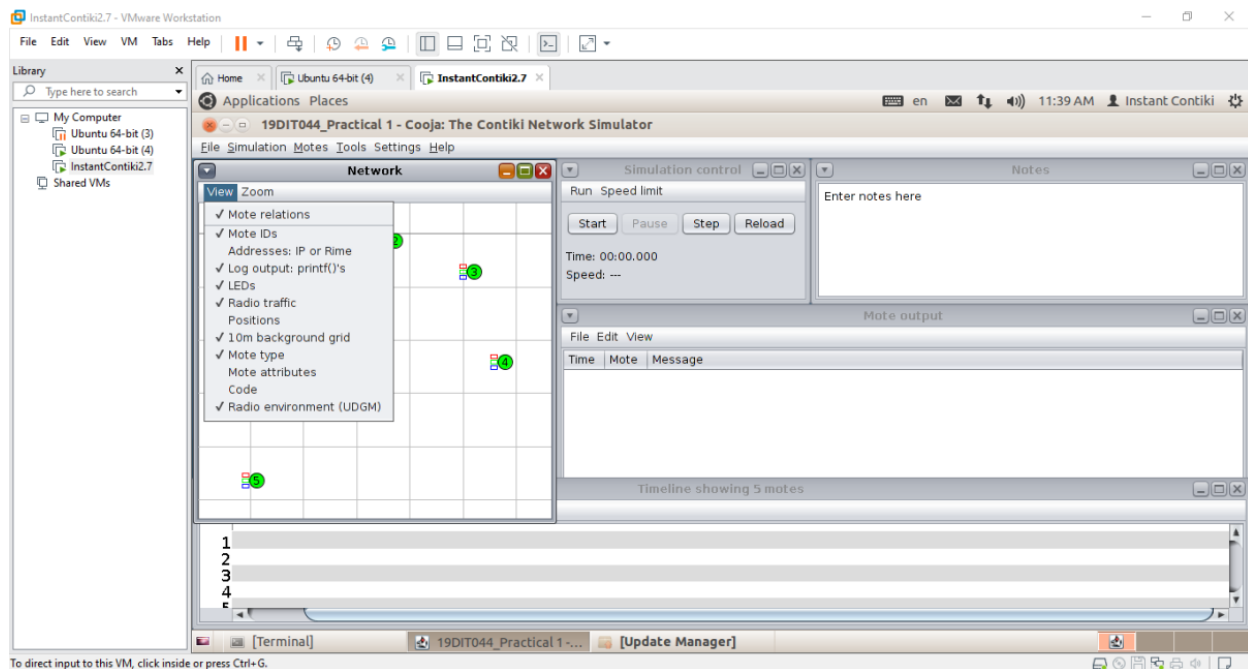 InstantContiki2.7 - VMware Workstation
File Edit View VM Tabs Help
Library
Type here to search
My Computer
Ubuntu 64-bit (3)
Ubuntu 64-bit (4)
InstantContiki2.7
Shared VMs
Home Ubuntu 64-bit (4) InstantContiki2.7
Applications Places en 11:39 AM Instant Contiki
19DIT044_Practical 1 - Cooja: The Contiki Network Simulator
File Simulation Motes Tools Settings Help
Network
View Zoom
Mote relations
Mote IDs
Addresses: IP or Rime
Log output: printf()'s
LEDs
Radio traffic
Positions
10m background grid
Mote type
Mote attributes
Code
Radio environment (UDGM)
2
3
4
5
Simulation control
Run Speed limit
Start Pause Step Reload
Time: 00:00.000
Speed: ---
Notes
Enter notes here
Mote output
File Edit View
Time Mote Message
Timeline showing 5 motes
1
2
3
4
5
[Terminal] 19DIT044_Practical 1 -... [Update Manager]
To direct input to this VM, click inside or press Ctrl+G.